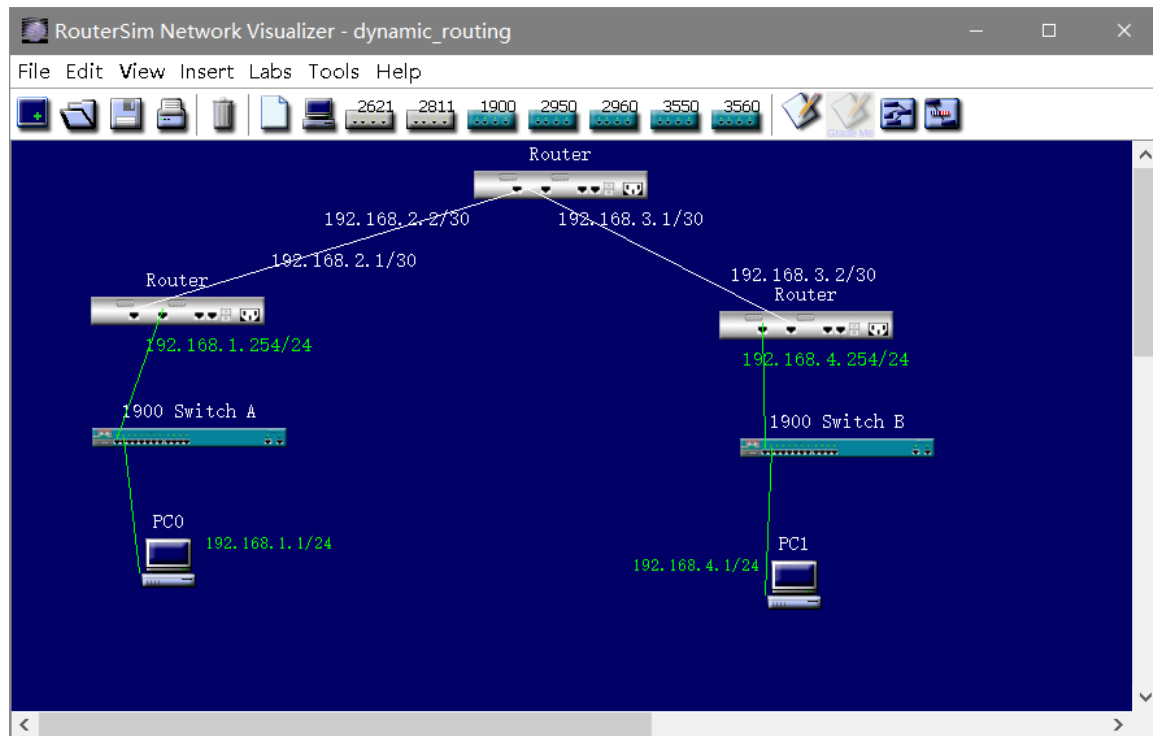 RouterSim Network Visualizer - dynamic_routing
File Edit View Insert Labs Tools Help
2621 2811 1900 2950 2960 3550 3560
Grade Me
Router
192.168.2.2/30 192.168.3.1/30
192.168.2.1/30
192.168.3.2/30
Router
Router
192.168.1.254/24
192.168.4.254/24
1900 Switch A
1900 Switch B
PC0
192.168.1.1/24
PC1
192.168.4.1/24